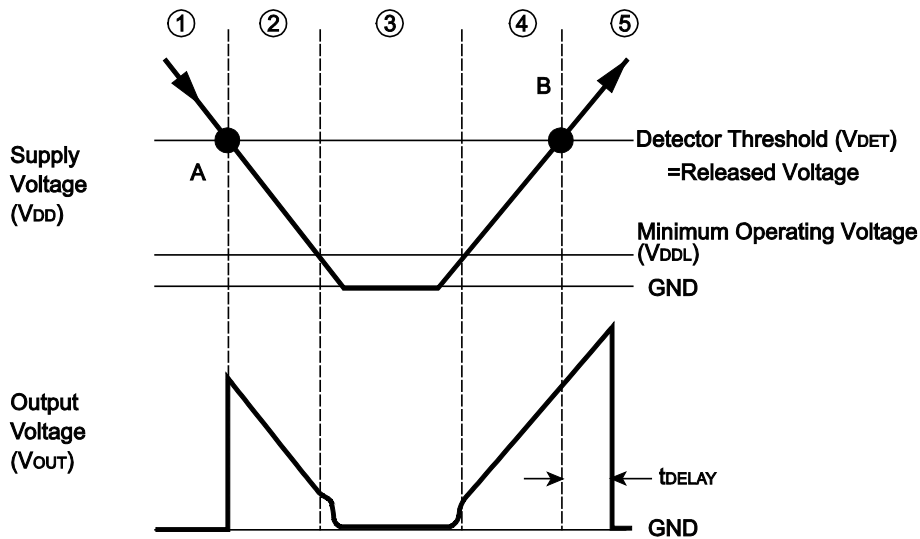 ① ② ③ ④ ⑤
B
Detector Threshold (VDET)
=Released Voltage
A
Supply
Voltage
(VDD)
Minimum Operating Voltage
(VDDL)
GND
Output
Voltage
(VOUT)
tDELAY
GND